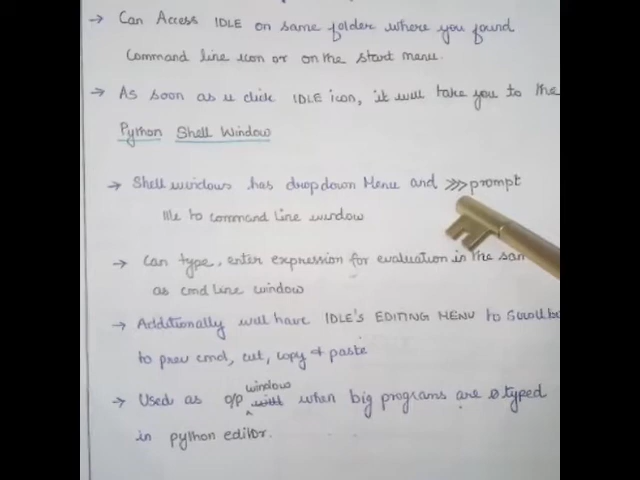 → Can Access IDLE on same folder where you found
Command line icon or on the start menu.
→ As soon as u click IDLE icon, it will take you to the
Python Shell Window
→ Shell windows has dropdown Menu and >>> prompt
lll to command line window
→ Can type, enter expression for evaluation in the sam
as cmd line window
→ Additionally will have IDLE'S EDITING MENU to Scroll
to prev cmd, cut, copy & paste
→ Used as o/p window when big programs are typed
in python editor.